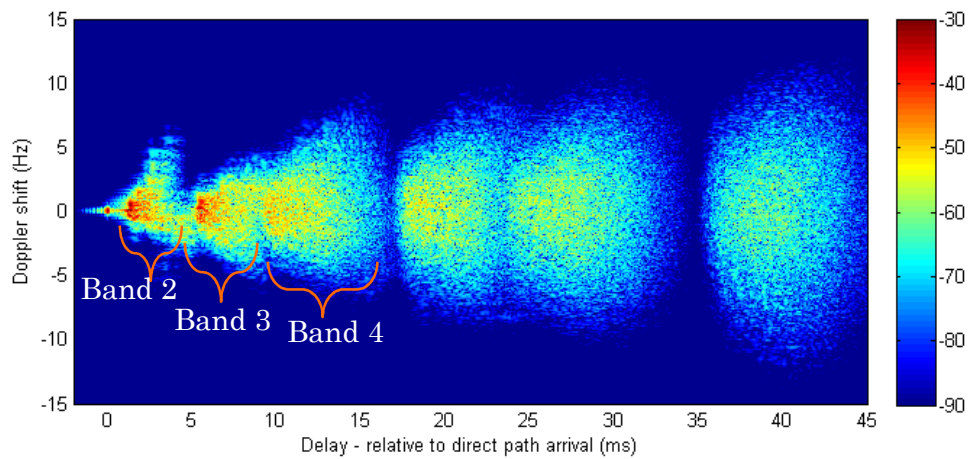 15
10
5
0
-5
-10
-15
Doppler shift (Hz)
Band 2
Band 3
Band 4
0 5 10 15 20 25 30 35 40 45
Delay - relative to direct path arrival (ms)
-30
-40
-50
-60
-70
-80
-90